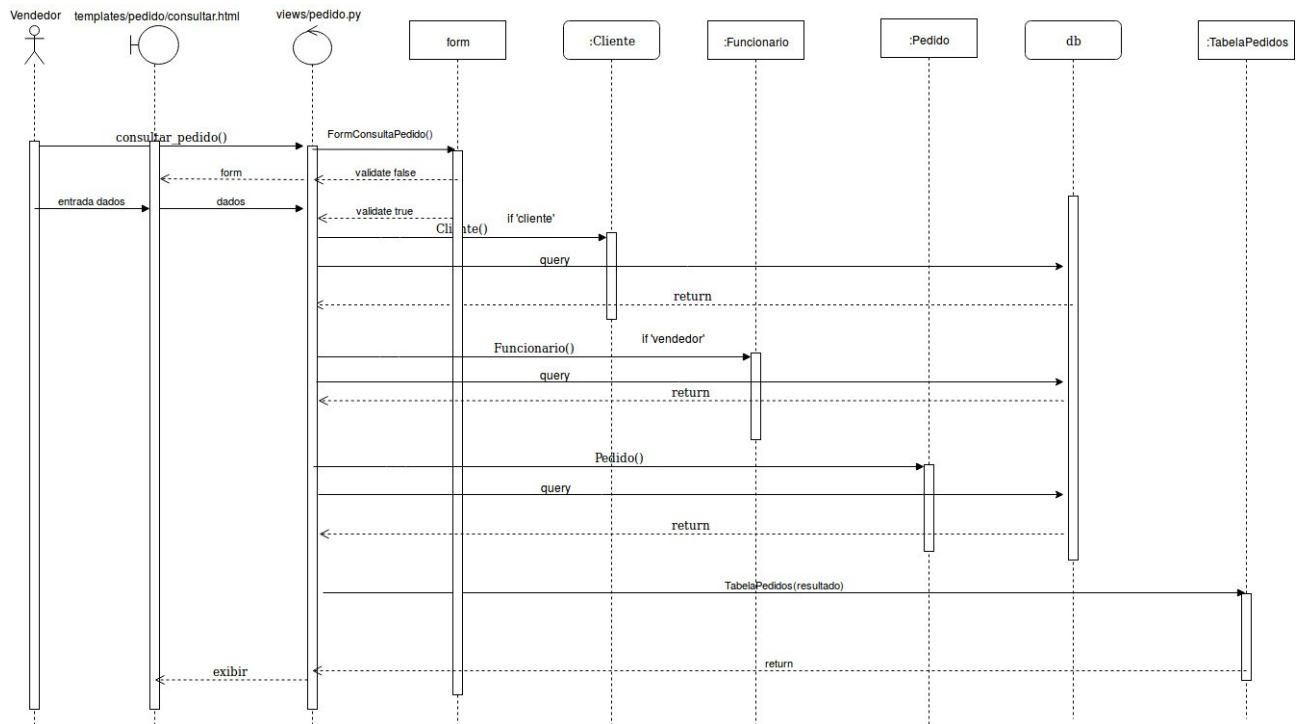 Vendedor
templates/pedido/consultar.html
views/pedido.py
form
:Cliente
:Funcionario
:Pedido
db
:TabelaPedidos
consultar_pedido()
FormConsultaPedido()
form
validate false
entrada dados
dados
validate true
if 'cliente'
Cliente()
query
return
if 'vendedor'
Funcionario()
query
return
Pedido()
query
return
TabelaPedidos(resultado)
return
exibir